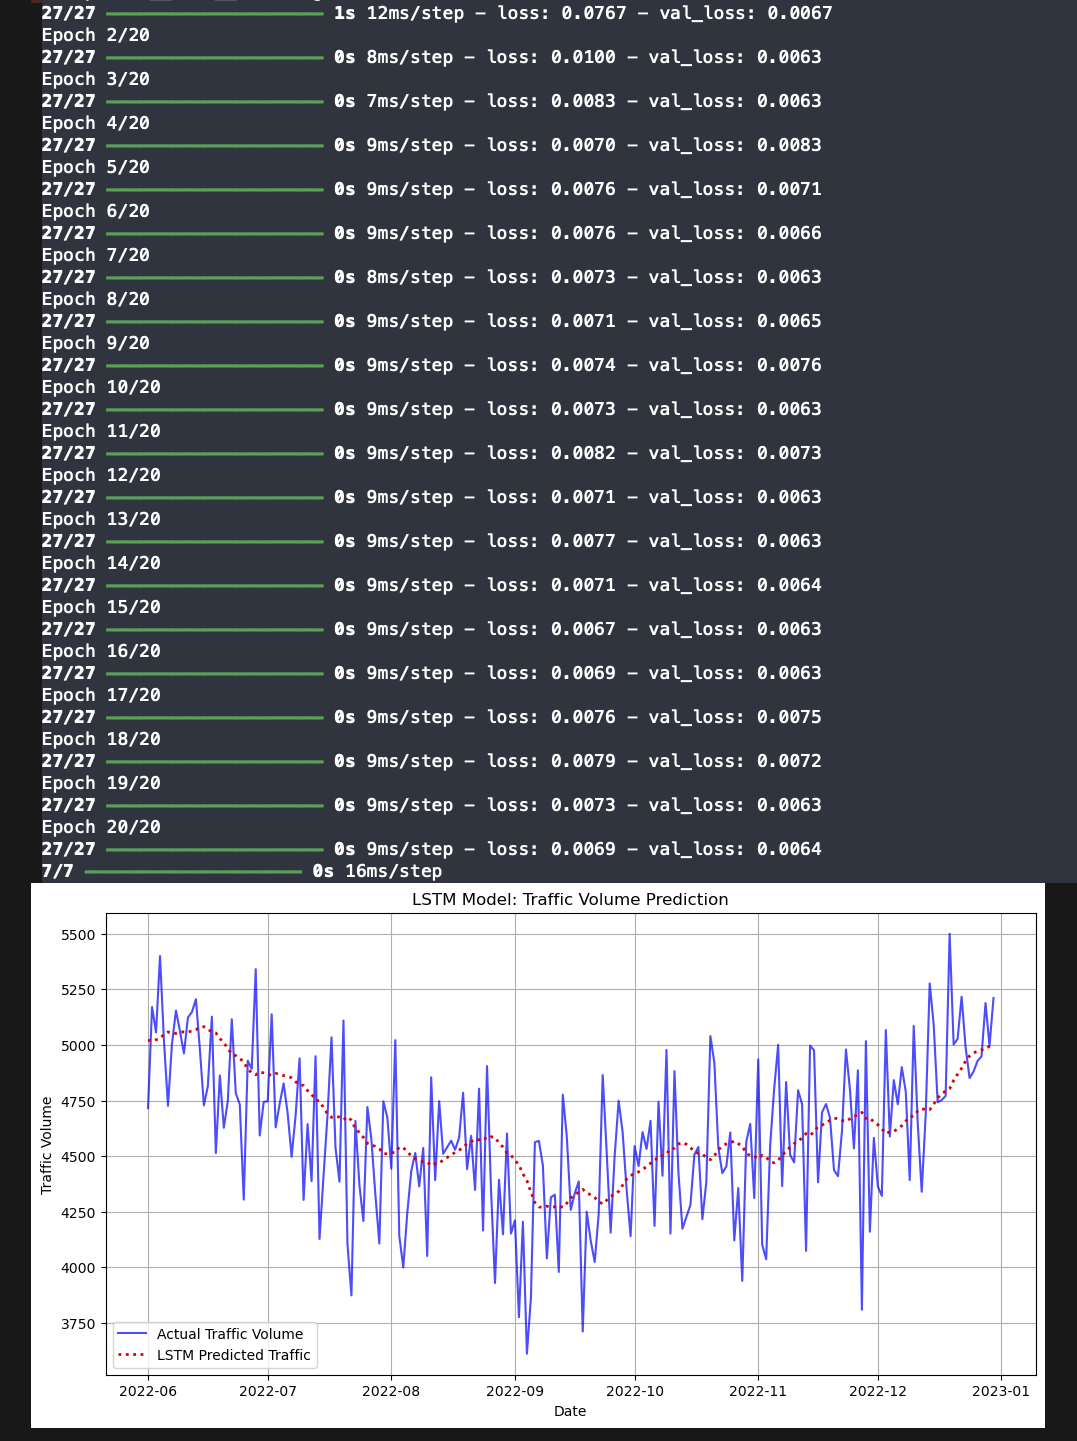 27/27 ━━━━━━━━━━━━━━━━━━━━ 1s 12ms/step – loss: 0.0767 – val_loss: 0.0067
Epoch 2/20
27/27 ━━━━━━━━━━━━━━━━━━━━ 0s 8ms/step – loss: 0.0100 – val_loss: 0.0063
Epoch 3/20
27/27 ━━━━━━━━━━━━━━━━━━━━ 0s 7ms/step – loss: 0.0083 – val_loss: 0.0063
Epoch 4/20
27/27 ━━━━━━━━━━━━━━━━━━━━ 0s 9ms/step – loss: 0.0070 – val_loss: 0.0083
Epoch 5/20
27/27 ━━━━━━━━━━━━━━━━━━━━ 0s 9ms/step – loss: 0.0076 – val_loss: 0.0071
Epoch 6/20
27/27 ━━━━━━━━━━━━━━━━━━━━ 0s 9ms/step – loss: 0.0076 – val_loss: 0.0066
Epoch 7/20
27/27 ━━━━━━━━━━━━━━━━━━━━ 0s 8ms/step – loss: 0.0073 – val_loss: 0.0063
Epoch 8/20
27/27 ━━━━━━━━━━━━━━━━━━━━ 0s 9ms/step – loss: 0.0071 – val_loss: 0.0065
Epoch 9/20
27/27 ━━━━━━━━━━━━━━━━━━━━ 0s 9ms/step – loss: 0.0074 – val_loss: 0.0076
Epoch 10/20
27/27 ━━━━━━━━━━━━━━━━━━━━ 0s 9ms/step – loss: 0.0073 – val_loss: 0.0063
Epoch 11/20
27/27 ━━━━━━━━━━━━━━━━━━━━ 0s 9ms/step – loss: 0.0082 – val_loss: 0.0073
Epoch 12/20
27/27 ━━━━━━━━━━━━━━━━━━━━ 0s 9ms/step – loss: 0.0071 – val_loss: 0.0063
Epoch 13/20
27/27 ━━━━━━━━━━━━━━━━━━━━ 0s 9ms/step – loss: 0.0077 – val_loss: 0.0063
Epoch 14/20
27/27 ━━━━━━━━━━━━━━━━━━━━ 0s 9ms/step – loss: 0.0071 – val_loss: 0.0064
Epoch 15/20
27/27 ━━━━━━━━━━━━━━━━━━━━ 0s 9ms/step – loss: 0.0067 – val_loss: 0.0063
Epoch 16/20
27/27 ━━━━━━━━━━━━━━━━━━━━ 0s 9ms/step – loss: 0.0069 – val_loss: 0.0063
Epoch 17/20
27/27 ━━━━━━━━━━━━━━━━━━━━ 0s 9ms/step – loss: 0.0076 – val_loss: 0.0075
Epoch 18/20
27/27 ━━━━━━━━━━━━━━━━━━━━ 0s 9ms/step – loss: 0.0079 – val_loss: 0.0072
Epoch 19/20
27/27 ━━━━━━━━━━━━━━━━━━━━ 0s 9ms/step – loss: 0.0073 – val_loss: 0.0063
Epoch 20/20
27/27 ━━━━━━━━━━━━━━━━━━━━ 0s 9ms/step – loss: 0.0069 – val_loss: 0.0064
7/7 ━━━━━━━━━━━━━━━━━━━━ 0s 16ms/step
LSTM Model: Traffic Volume Prediction
5500
5250
5000
4750
4500
4250
4000
3750
Traffic Volume
Actual Traffic Volume
LSTM Predicted Traffic
2022-06 2022-07 2022-08 2022-09 2022-10 2022-11 2022-12 2023-01
Date